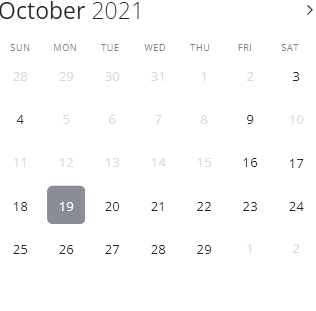 October 2021
SUN MON TUE WED THU FRI SAT
28 29 30 31 1 2 3
4 5 6 7 8 9 10
11 12 13 14 15 16 17
18 19 20 21 22 23 24
25 26 27 28 29 1 2